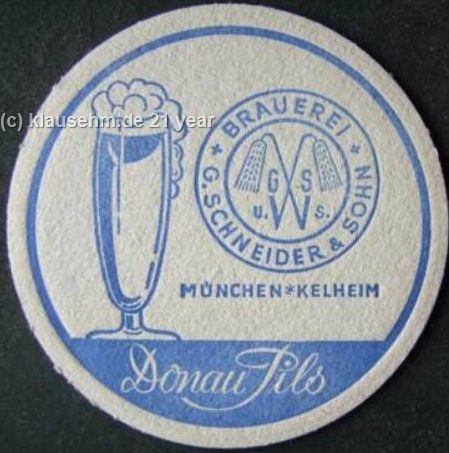 (c) klausehm.de 21 year
* BRAUEREI *
G. SCHNEIDER & SOHN
G S
u. W s.
MÜNCHEN*KELHEIM
Donau Pils